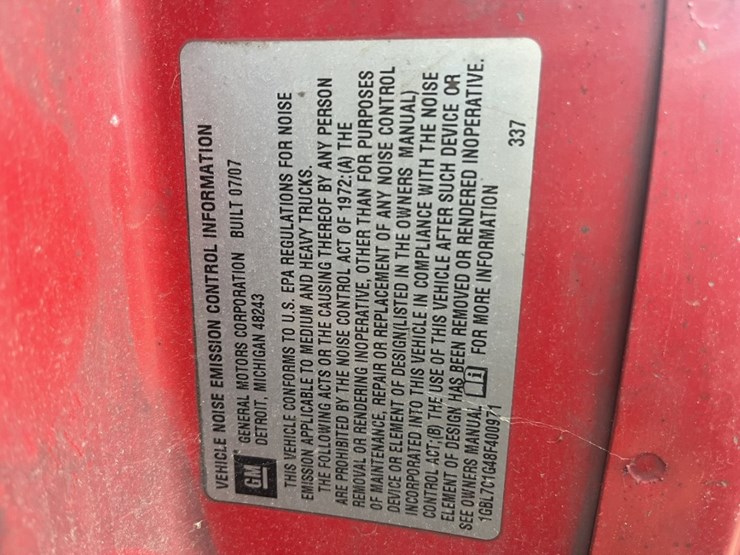 VEHICLE NOISE EMISSION CONTROL INFORMATION
GM
GENERAL MOTORS CORPORATION BUILT 07/07
DETROIT, MICHIGAN 48243
THIS VEHICLE CONFORMS TO U.S. EPA REGULATIONS FOR NOISE
EMISSION APPLICABLE TO MEDIUM AND HEAVY TRUCKS.
THE FOLLOWING ACTS OR THE CAUSING THEREOF BY ANY PERSON
ARE PROHIBITED BY THE NOISE CONTROL ACT OF 1972:(A) THE
REMOVAL OR RENDERING INOPERATIVE, OTHER THAN FOR PURPOSES
OF MAINTENANCE, REPAIR OR REPLACEMENT OF ANY NOISE CONTROL
DEVICE OR ELEMENT OF DESIGN(LISTED IN THE OWNERS MANUAL)
INCORPORATED INTO THIS VEHICLE IN COMPLIANCE WITH THE NOISE
CONTROL ACT;(B) THE USE OF THIS VEHICLE AFTER SUCH DEVICE OR
ELEMENT OF DESIGN HAS BEEN REMOVED OR RENDERED INOPERATIVE.
SEE OWNERS MANUAL, i FOR MORE INFORMATION
1GBL7C1G48F400971 337